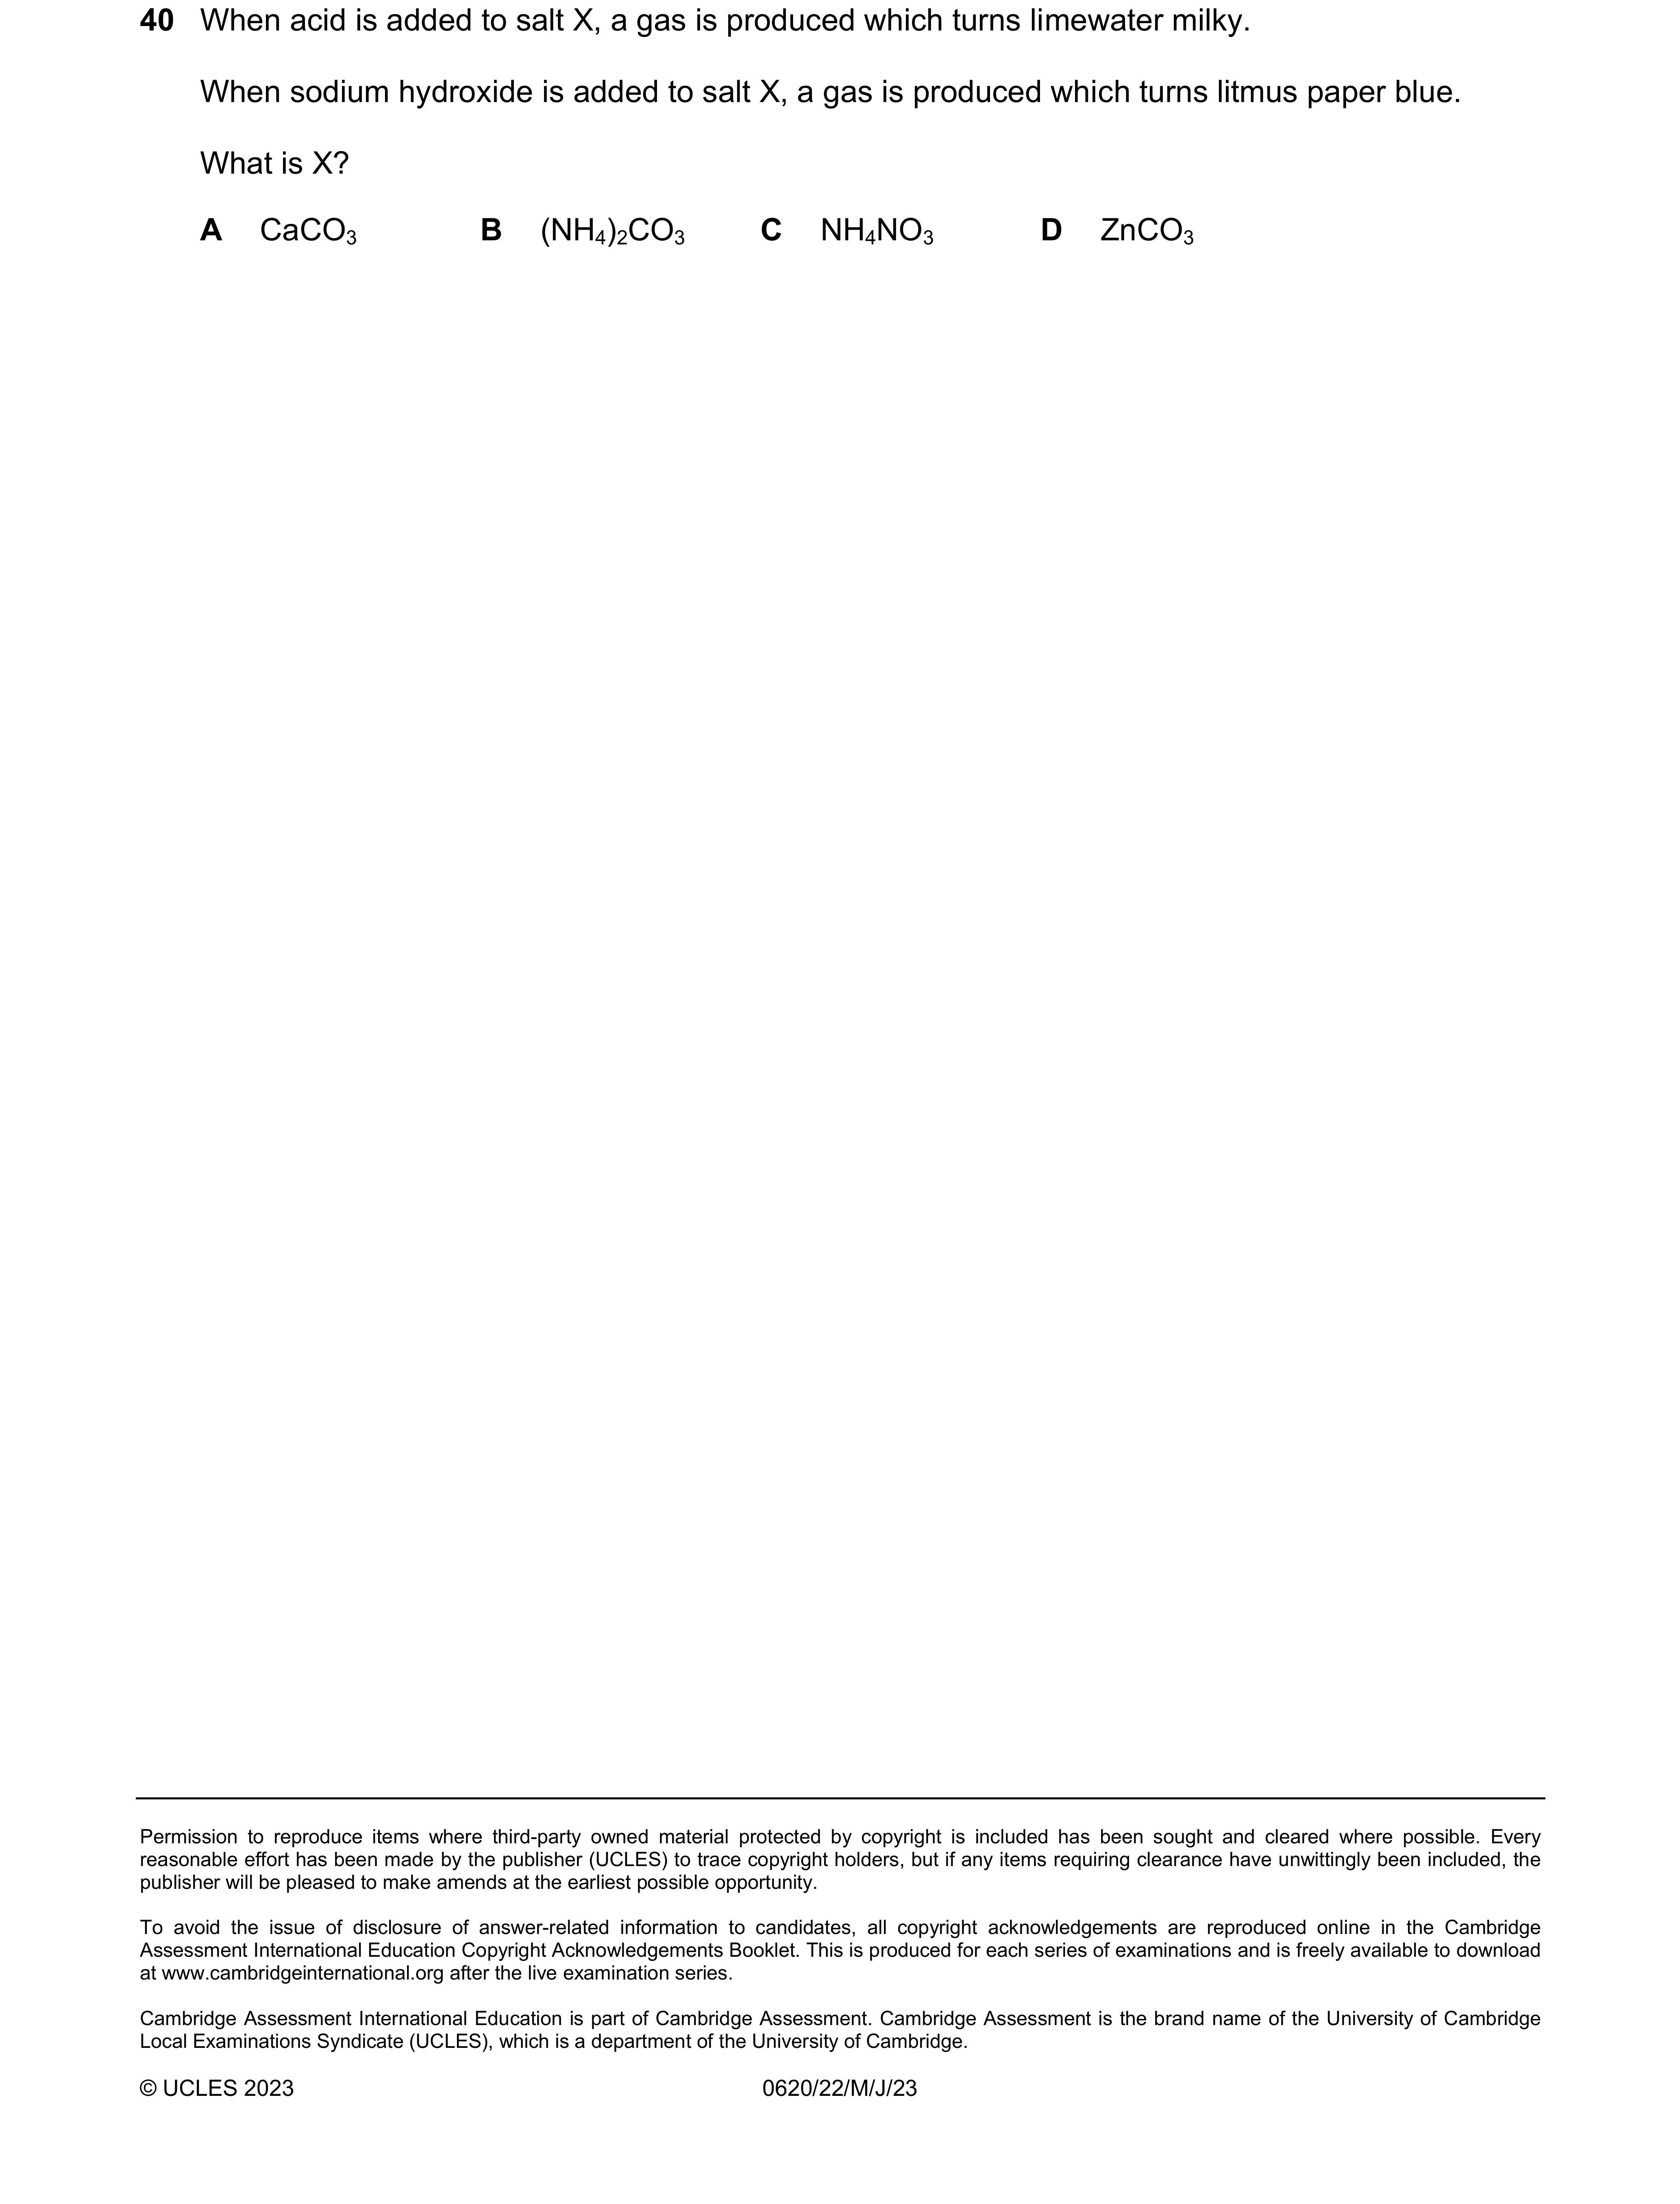 40 When acid is added to salt X, a gas is produced which turns limewater milky.
When sodium hydroxide is added to salt X, a gas is produced which turns litmus paper blue.
What is X?
A CaCO₃ B (NH₄)₂CO₃ C NH₄NO₃ D ZnCO₃
Permission to reproduce items where third-party owned material protected by copyright is included has been sought and cleared where possible. Every
reasonable effort has been made by the publisher (UCLES) to trace copyright holders, but if any items requiring clearance have unwittingly been included, the
publisher will be pleased to make amends at the earliest possible opportunity.
To avoid the issue of disclosure of answer-related information to candidates, all copyright acknowledgements are reproduced online in the Cambridge
Assessment International Education Copyright Acknowledgements Booklet. This is produced for each series of examinations and is freely available to download
at www.cambridgeinternational.org after the live examination series.
Cambridge Assessment International Education is part of Cambridge Assessment. Cambridge Assessment is the brand name of the University of Cambridge
Local Examinations Syndicate (UCLES), which is a department of the University of Cambridge.
© UCLES 2023 0620/22/M/J/23